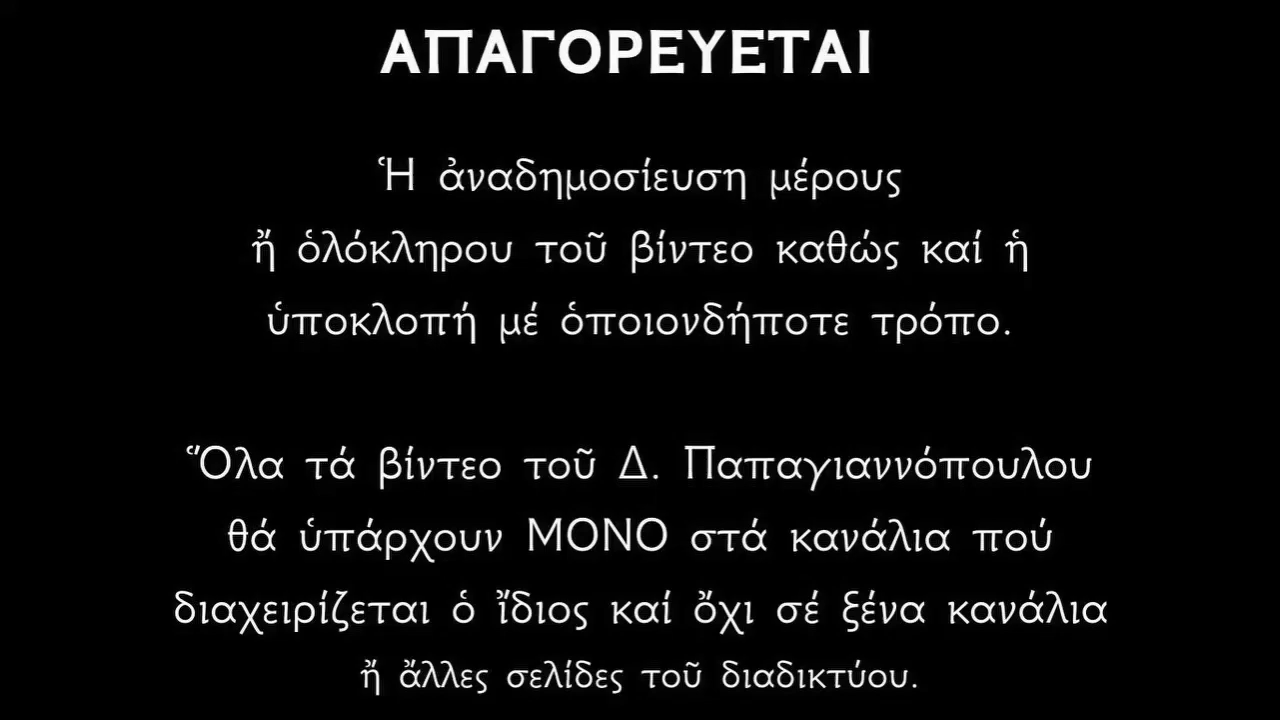 ΑΠΑΓΟΡΕΥΕΤΑΙ
Ἡ ἀναδημοσίευση μέρους
ἤ ὁλόκληρου τοῦ βίντεο καθώς καί ἡ
ὑποκλοπή μέ ὁποιονδήποτε τρόπο.
Ὅλα τά βίντεο τοῦ Δ. Παπαγιαννόπουλου
θά ὑπάρχουν ΜΟΝΟ στά κανάλια πού
διαχειρίζεται ὁ ἴδιος καί ὄχι σέ ξένα κανάλια
ἤ ἄλλες σελίδες τοῦ διαδικτύου.